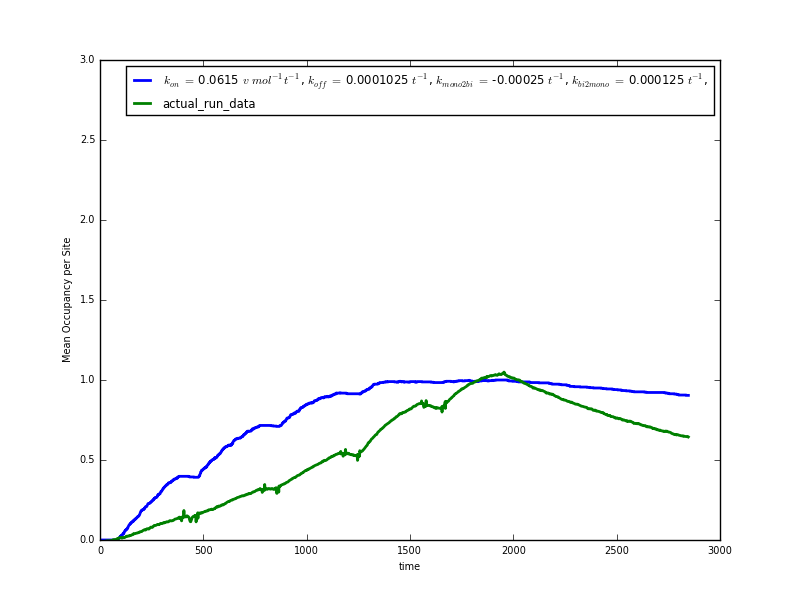 3.0
k_on = 0.0615 v mol⁻¹t⁻¹, k_off = 0.0001025 t⁻¹, k_mono2bi = -0.00025 t⁻¹, k_bi2mono = 0.000125 t⁻¹,
actual_run_data
2.5
2.0
Mean Occupancy per Site
1.5
1.0
0.5
0.0
0 500 1000 1500 2000 2500 3000
time